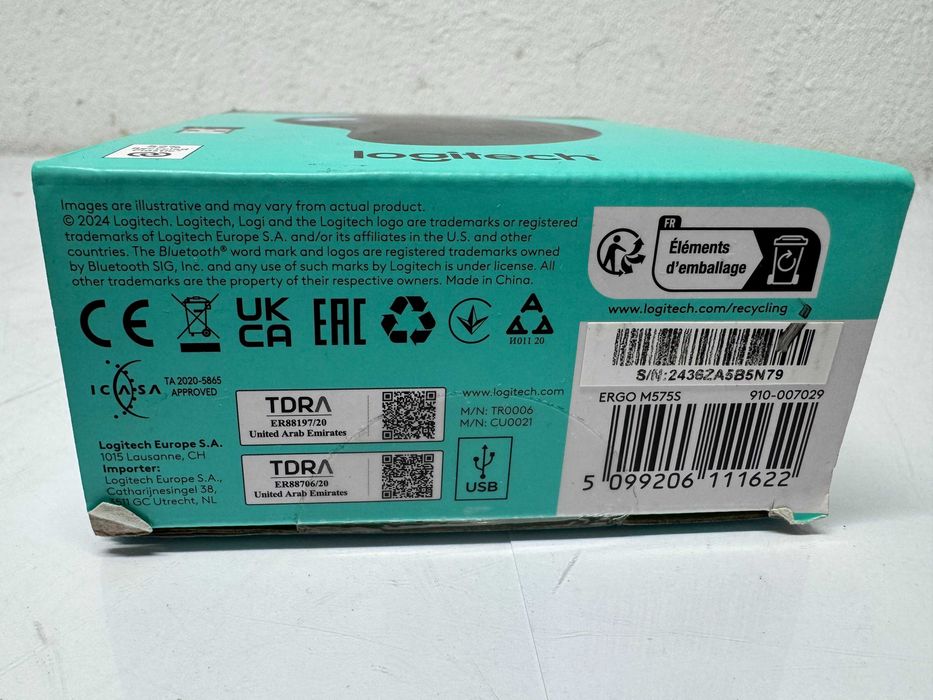 logitech
Images are illustrative and may vary from actual product.
© 2024 Logitech. Logitech, Logi and the Logitech logo are trademarks or registered
trademarks of Logitech Europe S.A. and/or its affiliates in the U.S. and other
countries. The Bluetooth® word mark and logos are registered trademarks owned
by Bluetooth SIG, Inc. and any use of such marks by Logitech is under license. All
other trademarks are the property of their respective owners. Made in China.
FR
Éléments
d'emballage
www.logitech.com/recycling
CE
UK
CA
EAC
И011 20
S/N:2436ZA5B5N79
ICASA
TA 2020-5865
APPROVED
TDRA
ER88197/20
United Arab Emirates
TDRA
ER88706/20
United Arab Emirates
www.logitech.com
M/N: TR0006
M/N: CU0021
USB
ERGO M575S 910-007029
5 099206 111622
Logitech Europe S.A.
1015 Lausanne, CH
Importer:
Logitech Europe S.A.,
Catharijnesingel 38,
3511 GC Utrecht, NL